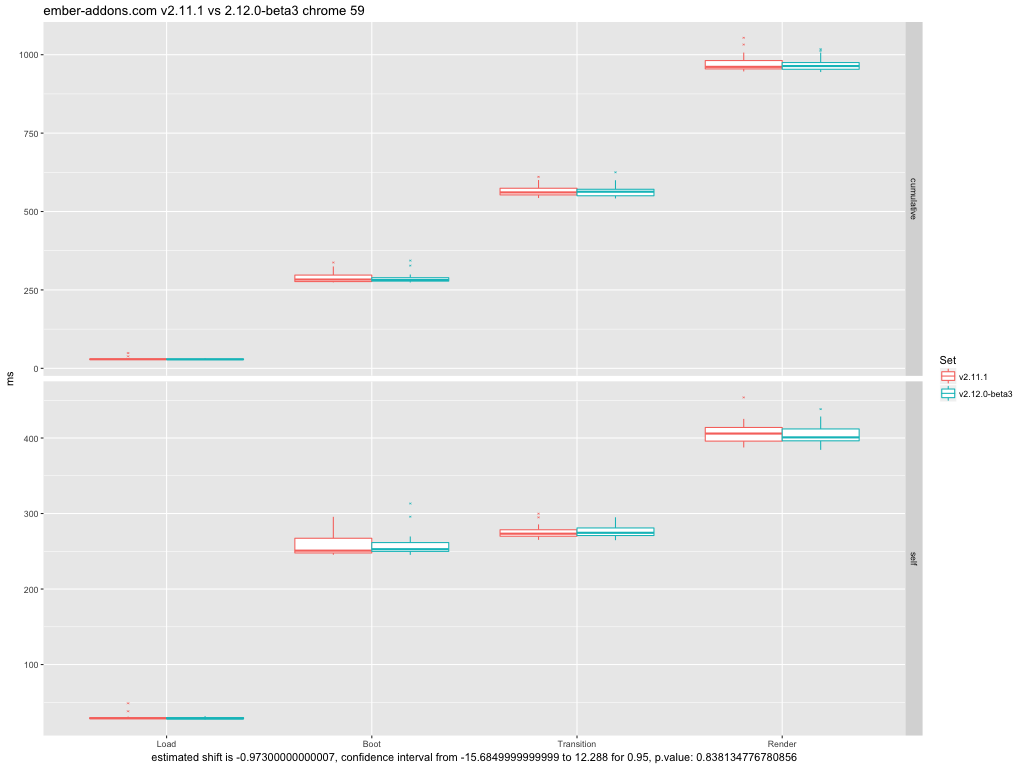 ember-addons.com v2.11.1 vs 2.12.0-beta3 chrome 59
1000
750
500
250
0
cumulative
ms
400
300
200
100
self
Load
Boot
Transition
Render
estimated shift is -0.97300000000007, confidence interval from -15.6849999999999 to 12.288 for 0.95, p.value: 0.838134776780856
Set
v2.11.1
v2.12.0-beta3